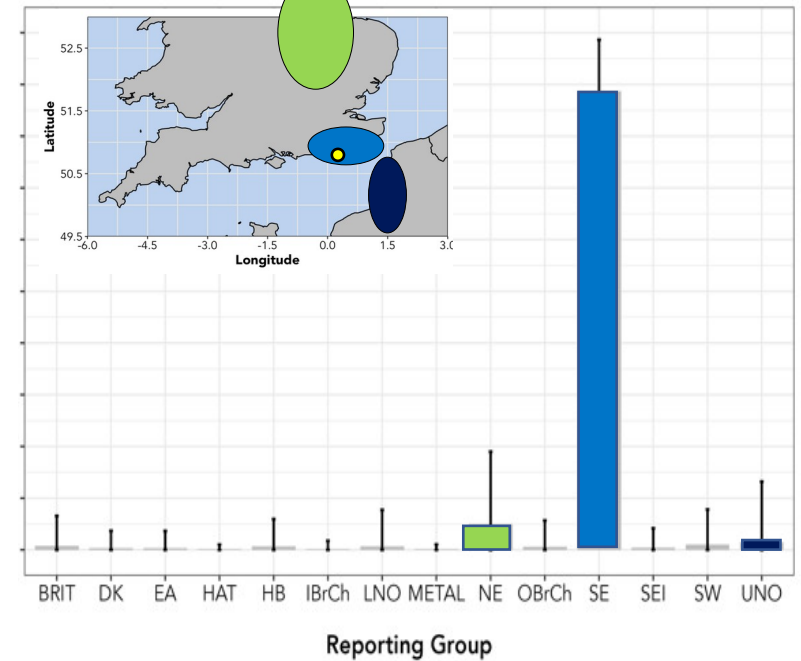 Latitude
52.5
51.5
50.5
49.5
-6.0 -4.5 -3.0 -1.5 0.0 1.5 3.0
Longitude
BRIT DK EA HAT HB IBrCh LNO METAL NE OBrCh SE SEI SW UNO
Reporting Group